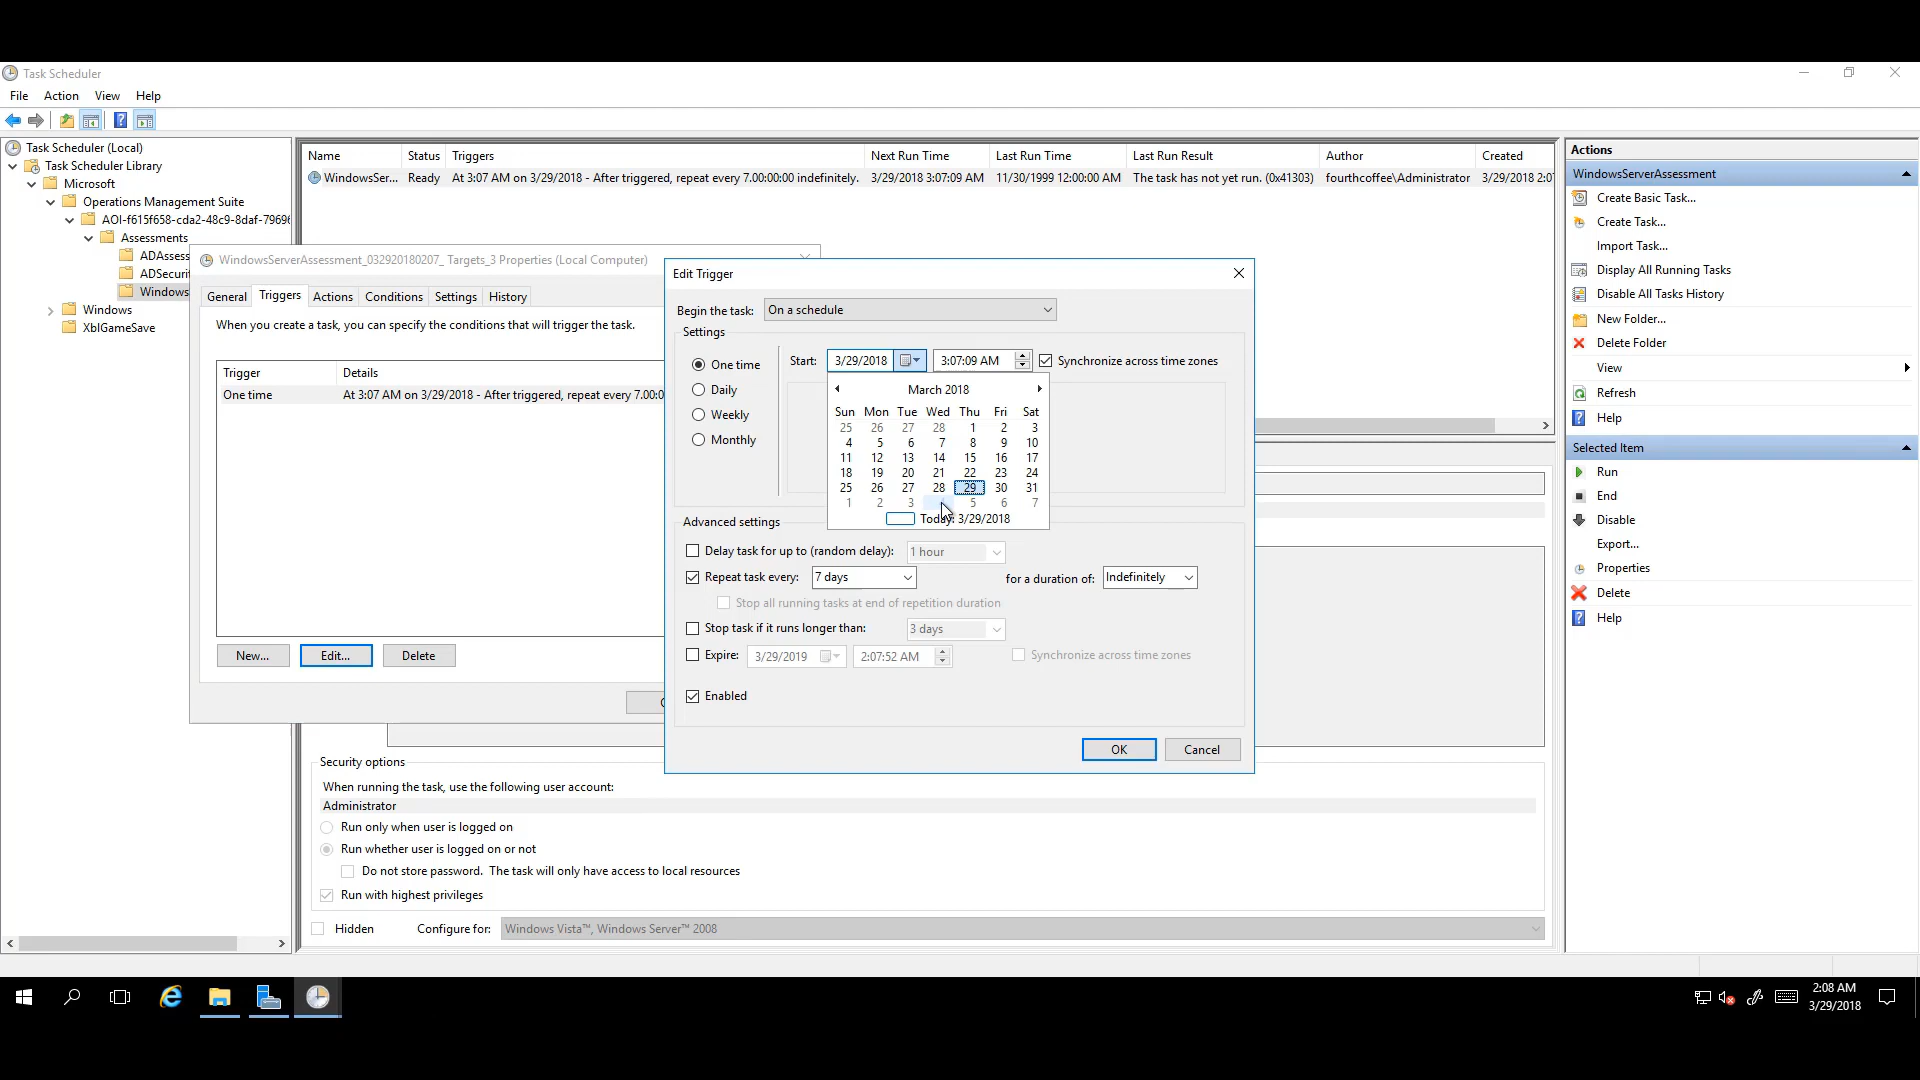 Task Scheduler
File Action View Help
Task Scheduler (Local)
Task Scheduler Library
Microsoft
Operations Management Suite
AOI-f615f658-cda2-48c9-8daf-79696
Assessments
ADAssess
ADSecurit
Windows
Windows
XblGameSave
Name Status Triggers Next Run Time Last Run Time Last Run Result Author Created
WindowsSer... Ready At 3:07 AM on 3/29/2018 - After triggered, repeat every 7.00:00:00 indefinitely. 3/29/2018 3:07:09 AM 11/30/1999 12:00:00 AM The task has not yet run. (0x41303) fourthcoffee\Administrator 3/29/2018 2:0
WindowsServerAssessment_032920180207_ Targets_3 Properties (Local Computer)
General Triggers Actions Conditions Settings History
When you create a task, you can specify the conditions that will trigger the task.
Trigger Details
One time At 3:07 AM on 3/29/2018 - After triggered, repeat every 7.00:0
New... Edit... Delete
Edit Trigger
Begin the task: On a schedule
Settings
One time
Daily
Weekly
Monthly
Start: 3/29/2018 3:07:09 AM Synchronize across time zones
March 2018
Sun Mon Tue Wed Thu Fri Sat
25 26 27 28 1 2 3
4 5 6 7 8 9 10
11 12 13 14 15 16 17
18 19 20 21 22 23 24
25 26 27 28 29 30 31
1 2 3 4 5 6 7
Today: 3/29/2018
Advanced settings
Delay task for up to (random delay): 1 hour
Repeat task every: 7 days for a duration of: Indefinitely
Stop all running tasks at end of repetition duration
Stop task if it runs longer than: 3 days
Expire: 3/29/2019 2:07:52 AM Synchronize across time zones
Enabled
OK Cancel
Security options
When running the task, use the following user account:
Administrator
Run only when user is logged on
Run whether user is logged on or not
Do not store password. The task will only have access to local resources
Run with highest privileges
Hidden Configure for: Windows Vista™, Windows Server™ 2008
Actions
WindowsServerAssessment
Create Basic Task...
Create Task...
Import Task...
Display All Running Tasks
Disable All Tasks History
New Folder...
Delete Folder
View
Refresh
Help
Selected Item
Run
End
Disable
Export...
Properties
Delete
Help
2:08 AM
3/29/2018